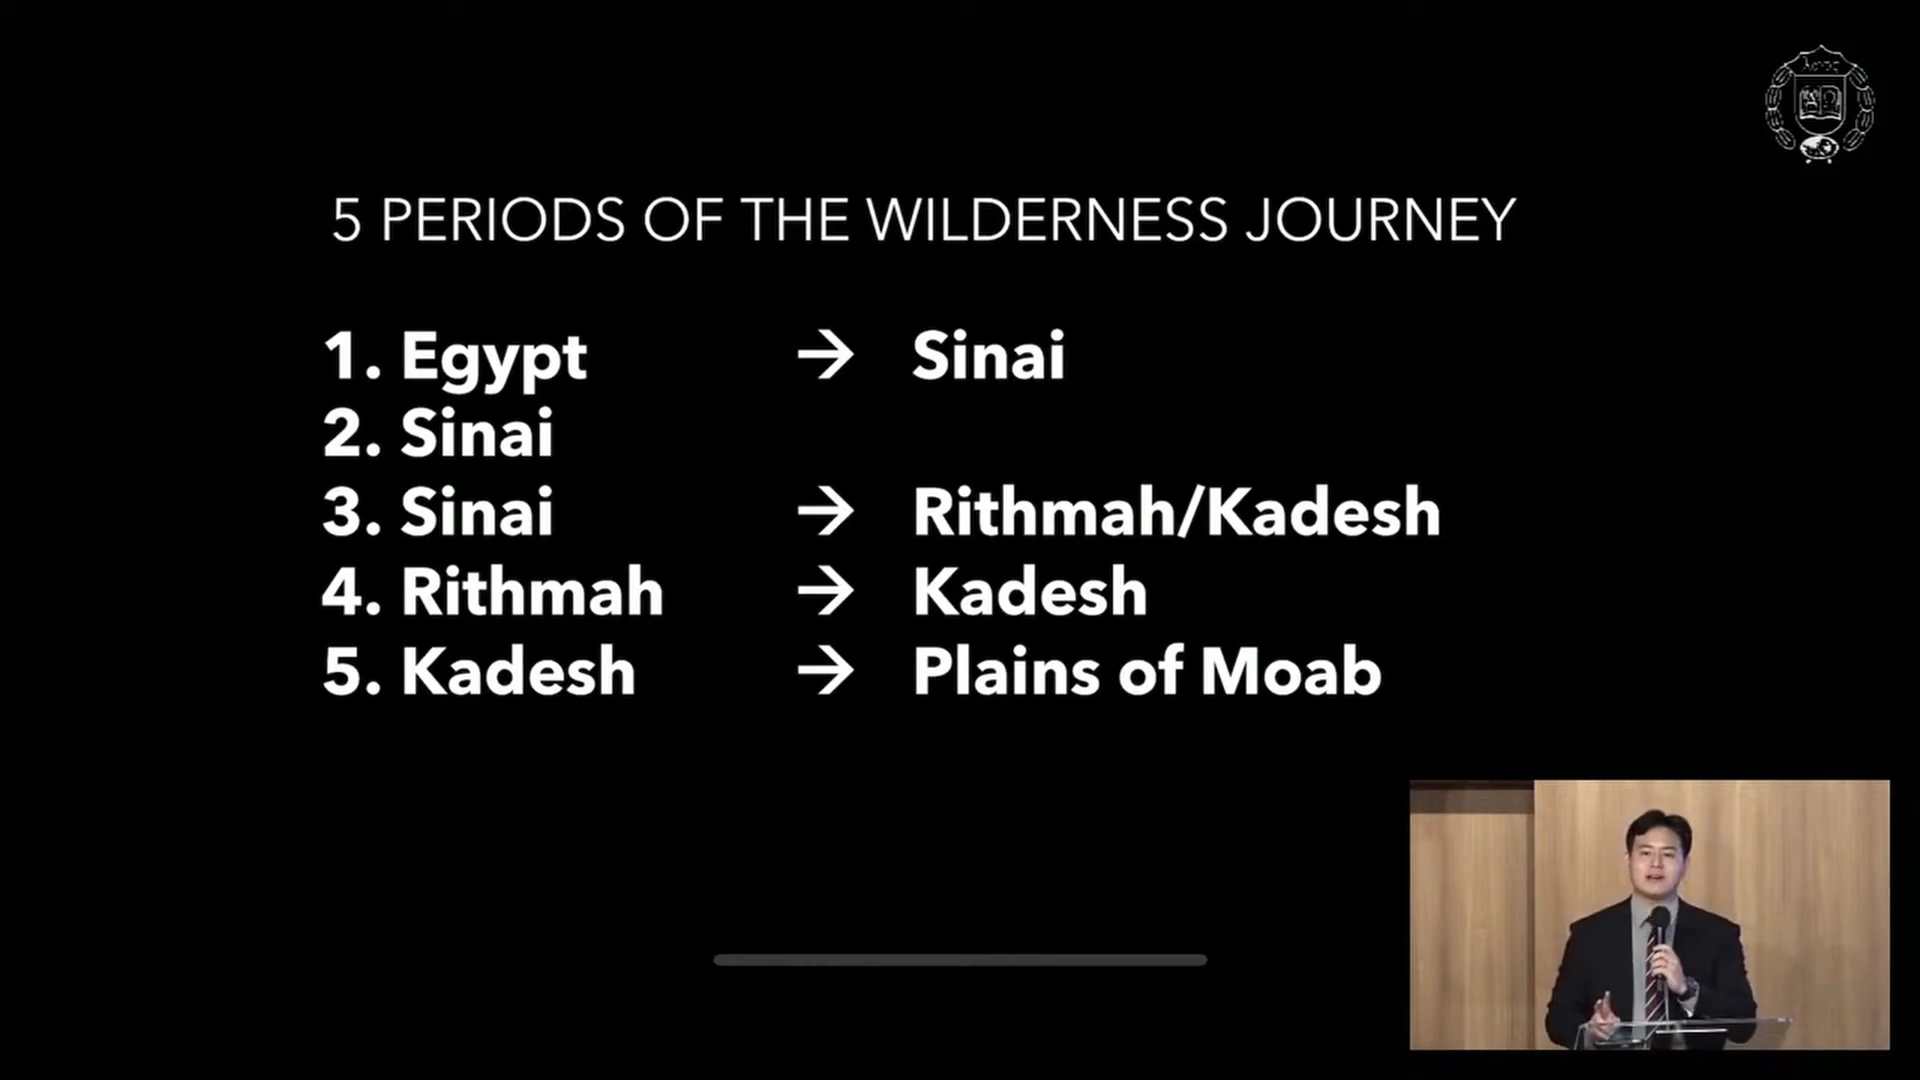 5 PERIODS OF THE WILDERNESS JOURNEY
1. Egypt → Sinai
2. Sinai
3. Sinai → Rithmah/Kadesh
4. Rithmah → Kadesh
5. Kadesh → Plains of Moab